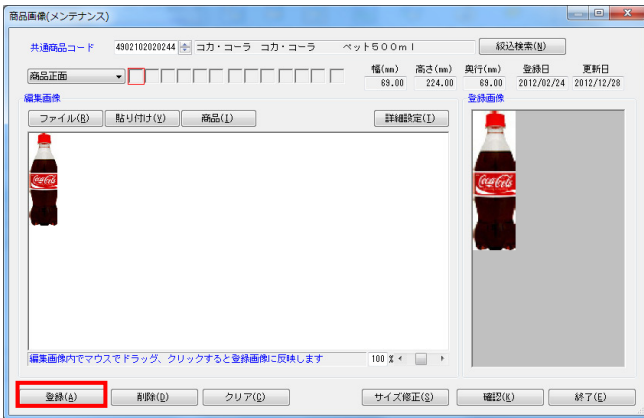 商品画像(メンテナンス)
共通商品コード 4902102020244 コカ・コーラ コカ・コーラ ペット500ml 絞込検索(N)
商品正面 幅(mm) 高さ(mm) 奥行(mm) 登録日 更新日
69.00 224.00 69.00 2012/02/24 2012/12/28
編集画像 登録画像
ファイル(R) 貼り付け(V) 商品(I) 詳細設定(T)
Coca-Cola Coca-Cola
編集画像内でマウスでドラッグ、クリックすると登録画像に反映します 100 %
登録(A) 削除(D) クリア(C) サイズ修正(S) 確認(K) 終了(E)